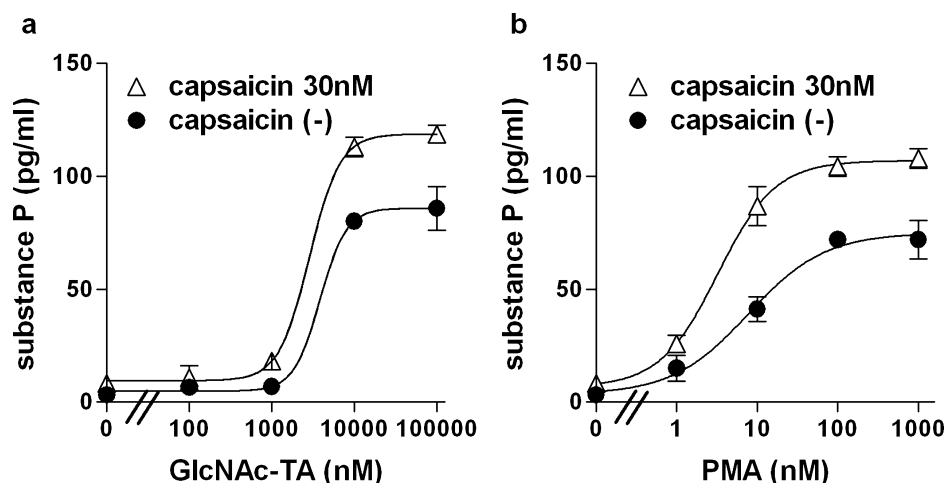 a
150
100
50
0
substance P (pg/ml)
capsaicin 30nM
capsaicin (-)
0 100 1000 10000 100000
GlcNAc-TA (nM)
b
150
100
50
0
substance P (pg/ml)
capsaicin 30nM
capsaicin (-)
0 1 10 100 1000
PMA (nM)